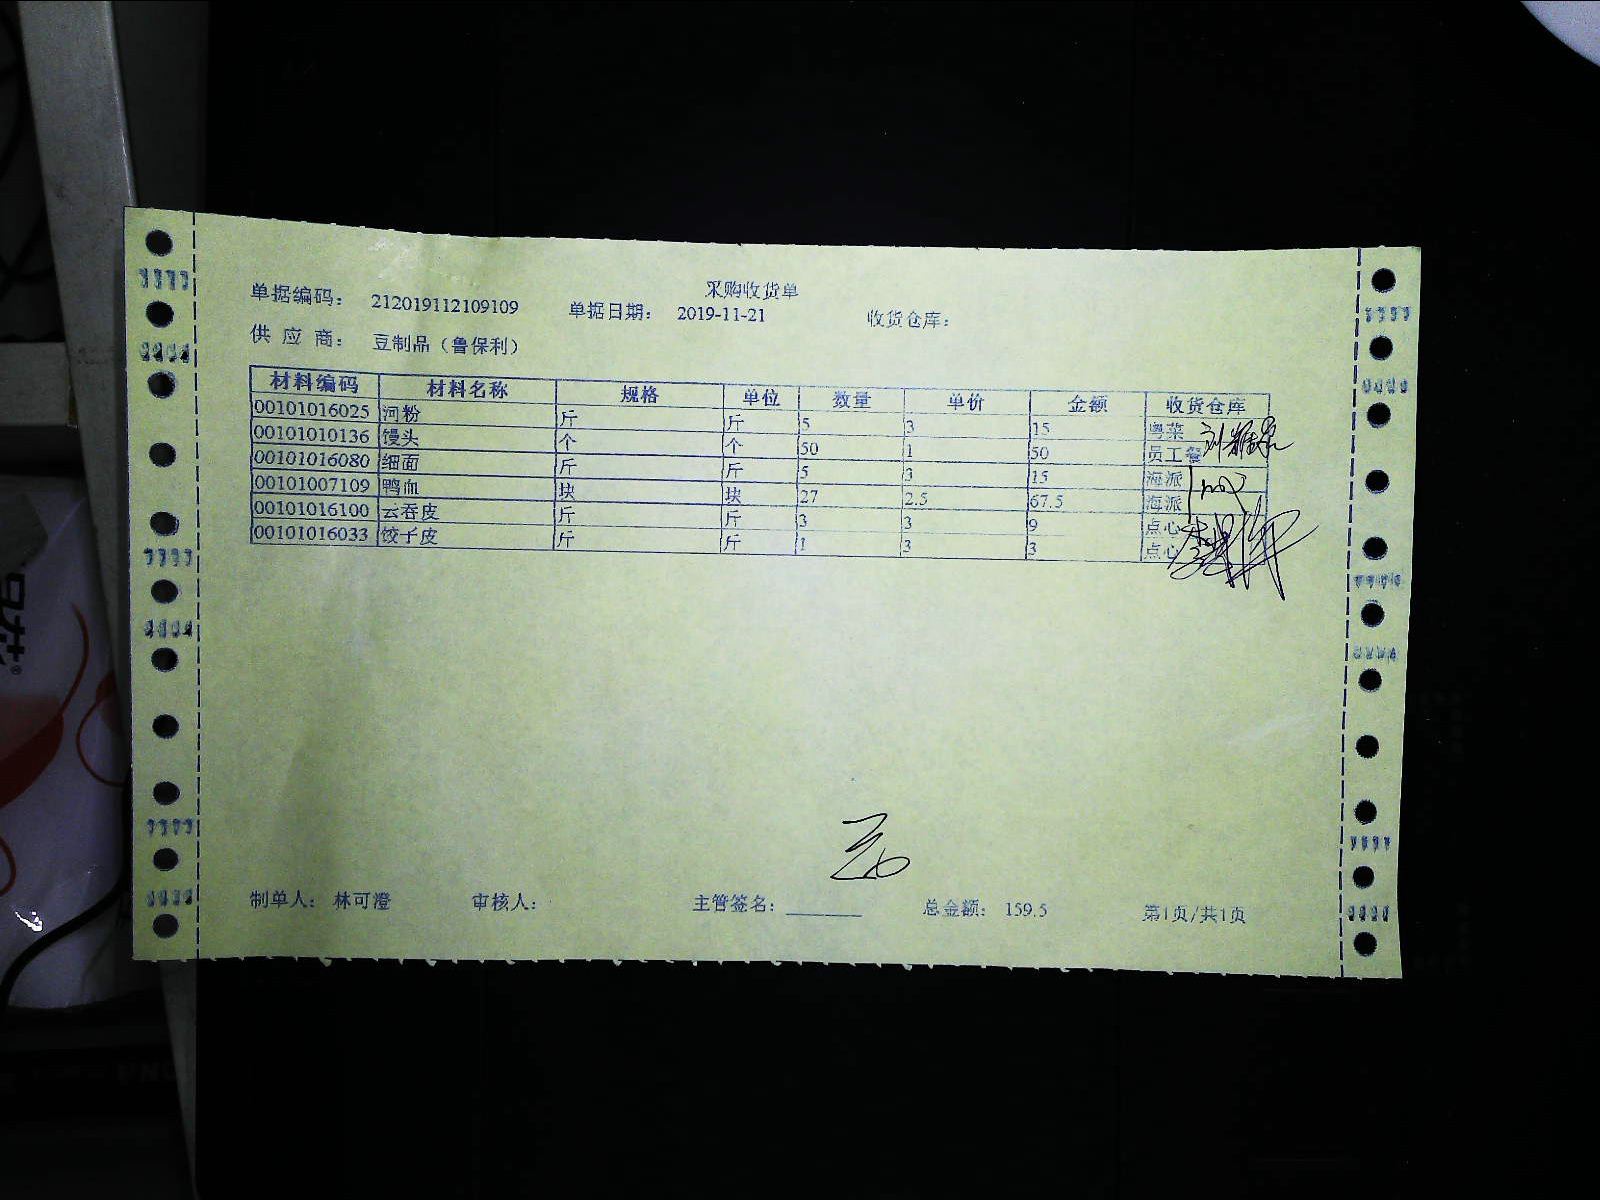 采购收货单
单据编码： 212019112109109 单据日期： 2019-11-21 收货仓库：
供 应 商： 豆制品（鲁保利）
材料编码 材料名称 规格 单位 数量 单价 金额 收货仓库
00101016025 河粉 斤 斤 5 3 15 粤菜
00101010136 馒头 个 个 50 1 50 员工餐
00101016080 细面 斤 斤 5 3 15 海派
00101007109 鸭血 块 块 27 2.5 67.5 海派
00101016100 云吞皮 斤 斤 3 3 9 点心
00101016033 饺子皮 斤 斤 1 3 3 点心
制单人： 林可澄 审核人： 主管签名：________ 总金额： 159.5 第1页/共1页